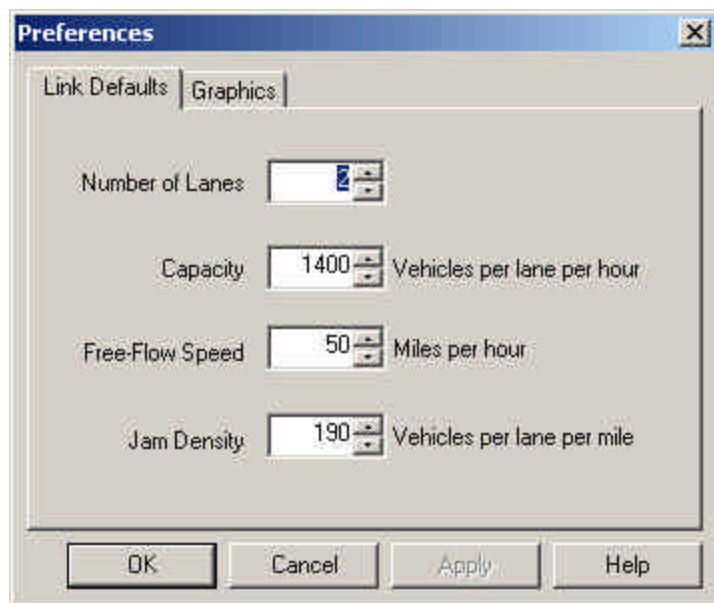 Preferences
Link Defaults Graphics
Number of Lanes 2
Capacity 1400 Vehicles per lane per hour
Free-Flow Speed 50 Miles per hour
Jam Density 190 Vehicles per lane per mile
OK Cancel Apply Help